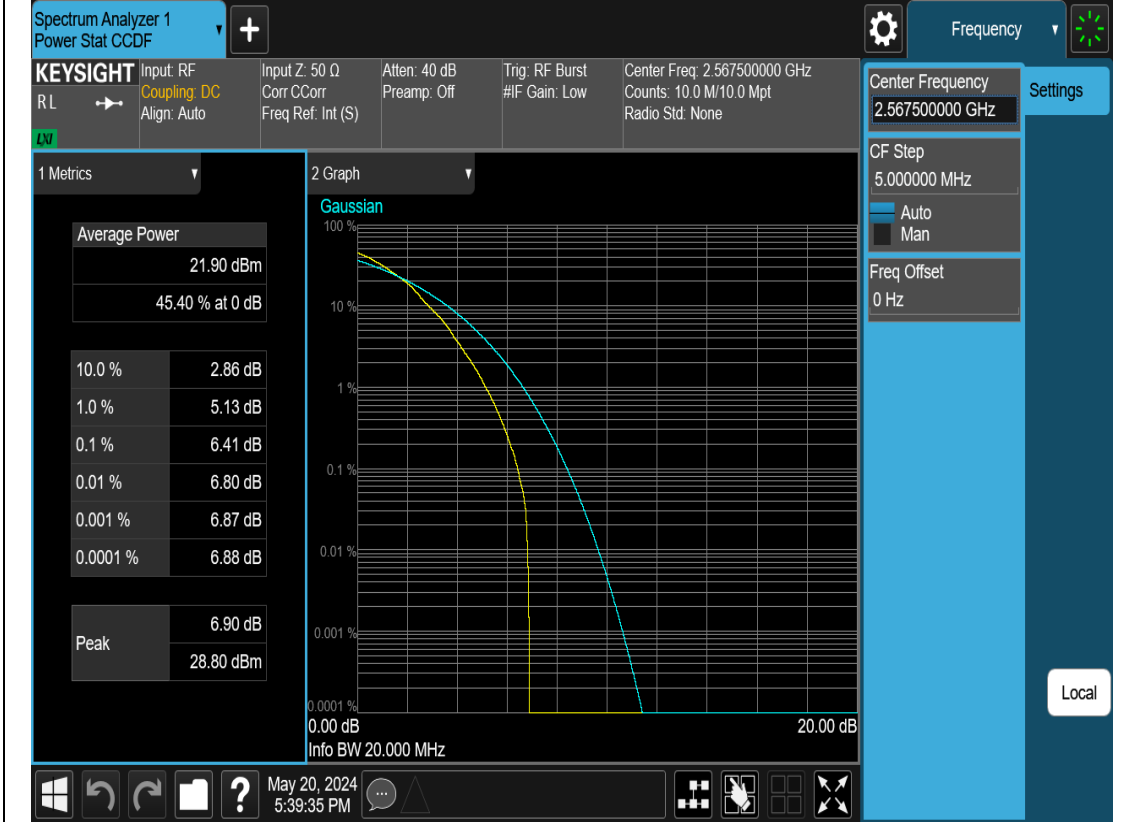 Spectrum Analyzer 1
Power Stat CCDF
▼
+
Frequency
▼
KEYSIGHT
RL
LXI
Input: RF
Coupling: DC
Align: Auto
Input Z: 50 Ω
Corr CCorr
Freq Ref: Int (S)
Atten: 40 dB
Preamp: Off
Trig: RF Burst
#IF Gain: Low
Center Freq: 2.567500000 GHz
Counts: 10.0 M/10.0 Mpt
Radio Std: None
Center Frequency
2.567500000 GHz
Settings
CF Step
5.000000 MHz
Auto
Man
Freq Offset
0 Hz
1 Metrics
▼
Average Power
21.90 dBm
45.40 % at 0 dB
10.0 % 2.86 dB
1.0 % 5.13 dB
0.1 % 6.41 dB
0.01 % 6.80 dB
0.001 % 6.87 dB
0.0001 % 6.88 dB
Peak
6.90 dB
28.80 dBm
2 Graph
▼
Gaussian
100 %
10 %
1 %
0.1 %
0.01 %
0.001 %
0.0001 %
0.00 dB 20.00 dB
Info BW 20.000 MHz
Local
?
May 20, 2024
5:39:35 PM